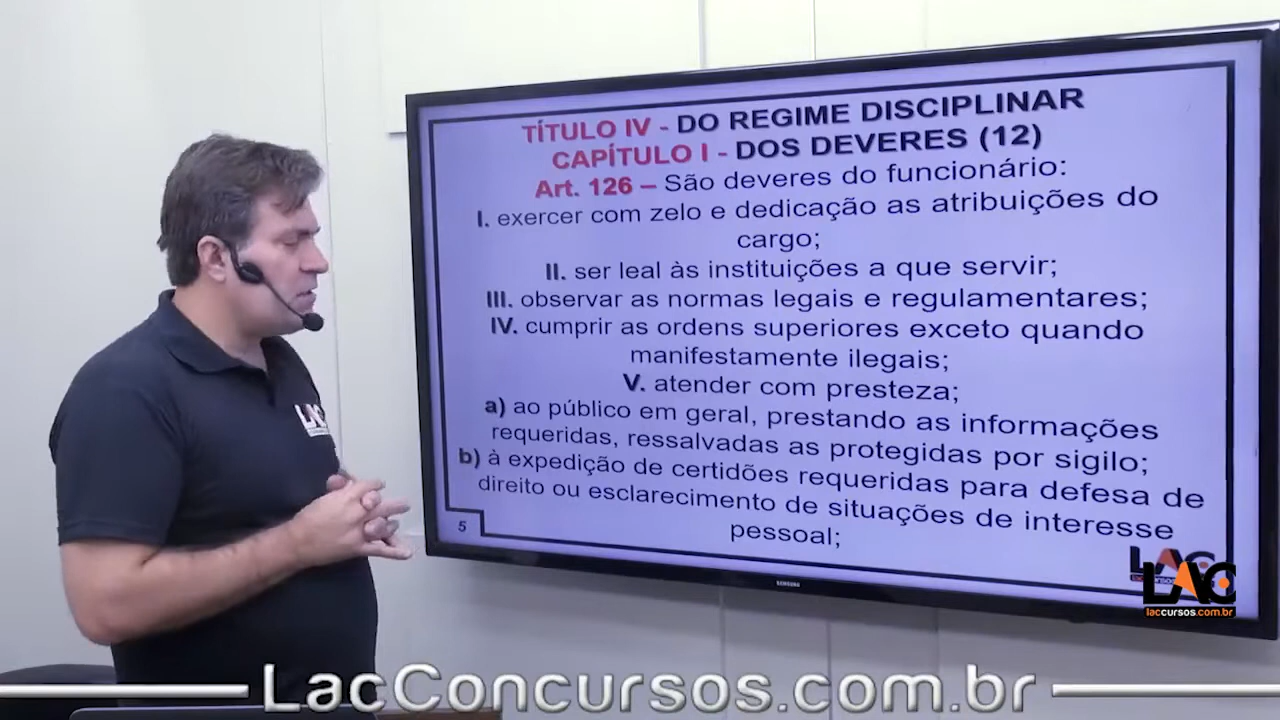 TÍTULO IV - DO REGIME DISCIPLINAR
CAPÍTULO I - DOS DEVERES (12)
Art. 126 – São deveres do funcionário:
I. exercer com zelo e dedicação as atribuições do
cargo;
II. ser leal às instituições a que servir;
III. observar as normas legais e regulamentares;
IV. cumprir as ordens superiores exceto quando
manifestamente ilegais;
V. atender com presteza;
a) ao público em geral, prestando as informações
requeridas, ressalvadas as protegidas por sigilo;
b) à expedição de certidões requeridas para defesa de
direito ou esclarecimento de situações de interesse
pessoal;
5
LAC
SAMSUNG
LAC
LAC
laccursos.com.br
LacConcursos.com.br